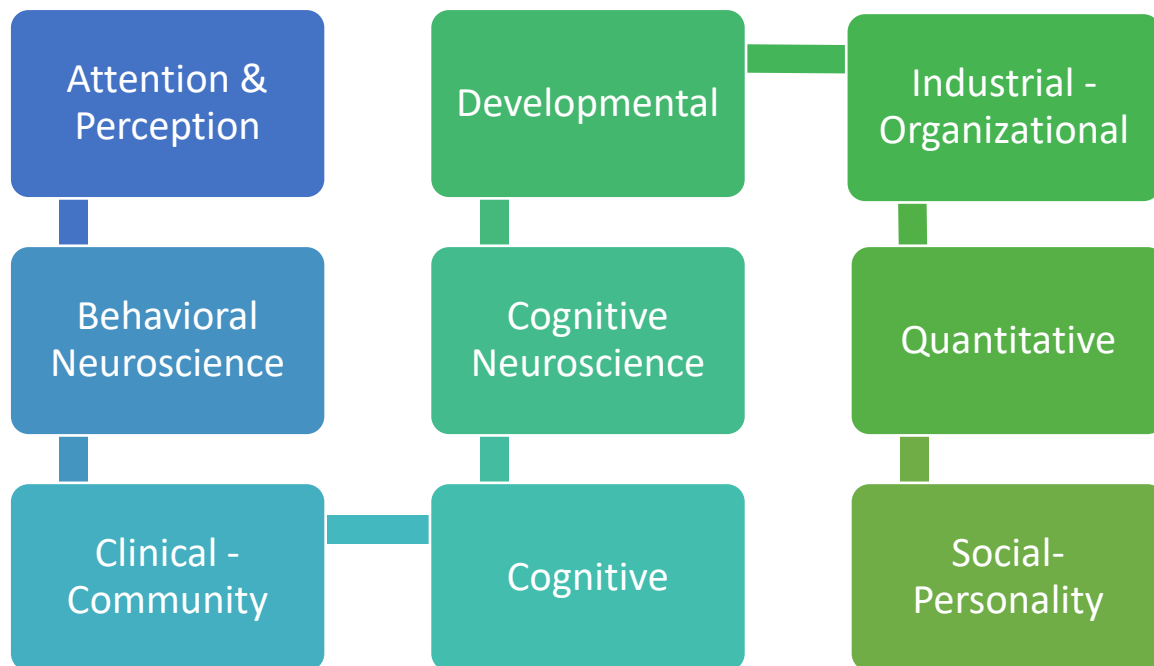 Attention &
Perception
Behavioral
Neuroscience
Clinical -
Community
Cognitive
Cognitive
Neuroscience
Developmental
Industrial -
Organizational
Quantitative
Social-
Personality